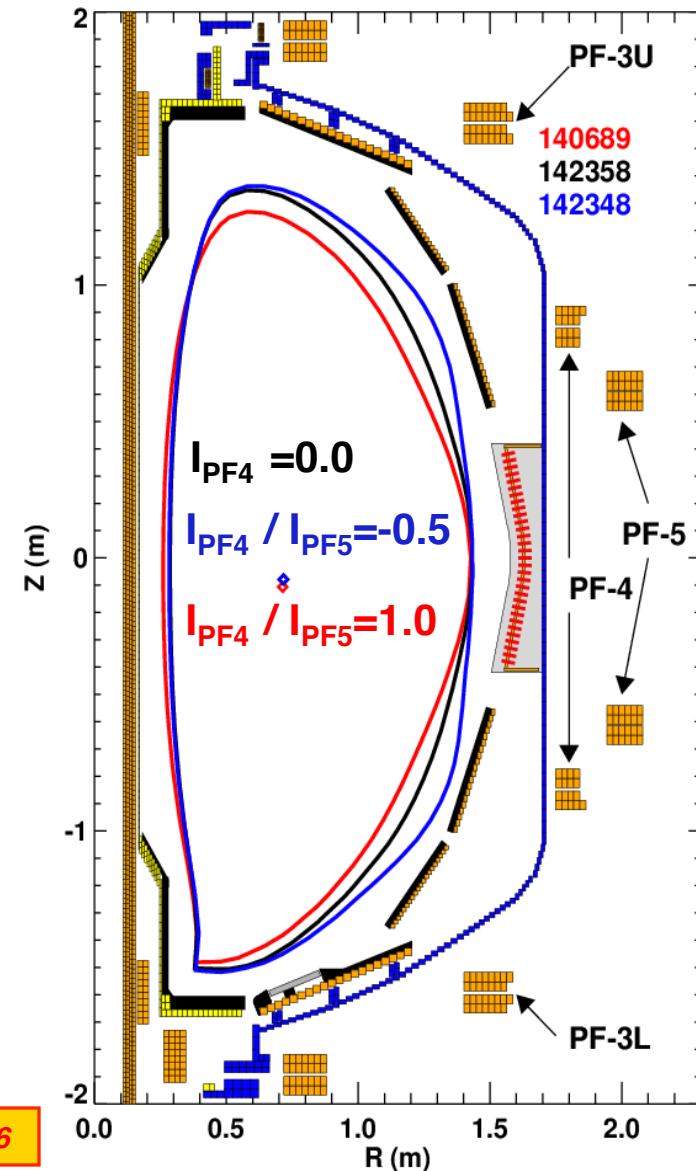 2
PF-3U
140689
142358
142348
1
I_PF4 =0.0
I_PF4 / I_PF5=-0.5
Z (m)
0
PF-5
PF-4
I_PF4 / I_PF5=1.0
-1
PF-3L
-2
6
0.0 0.5 1.0 1.5 2.0
R (m)